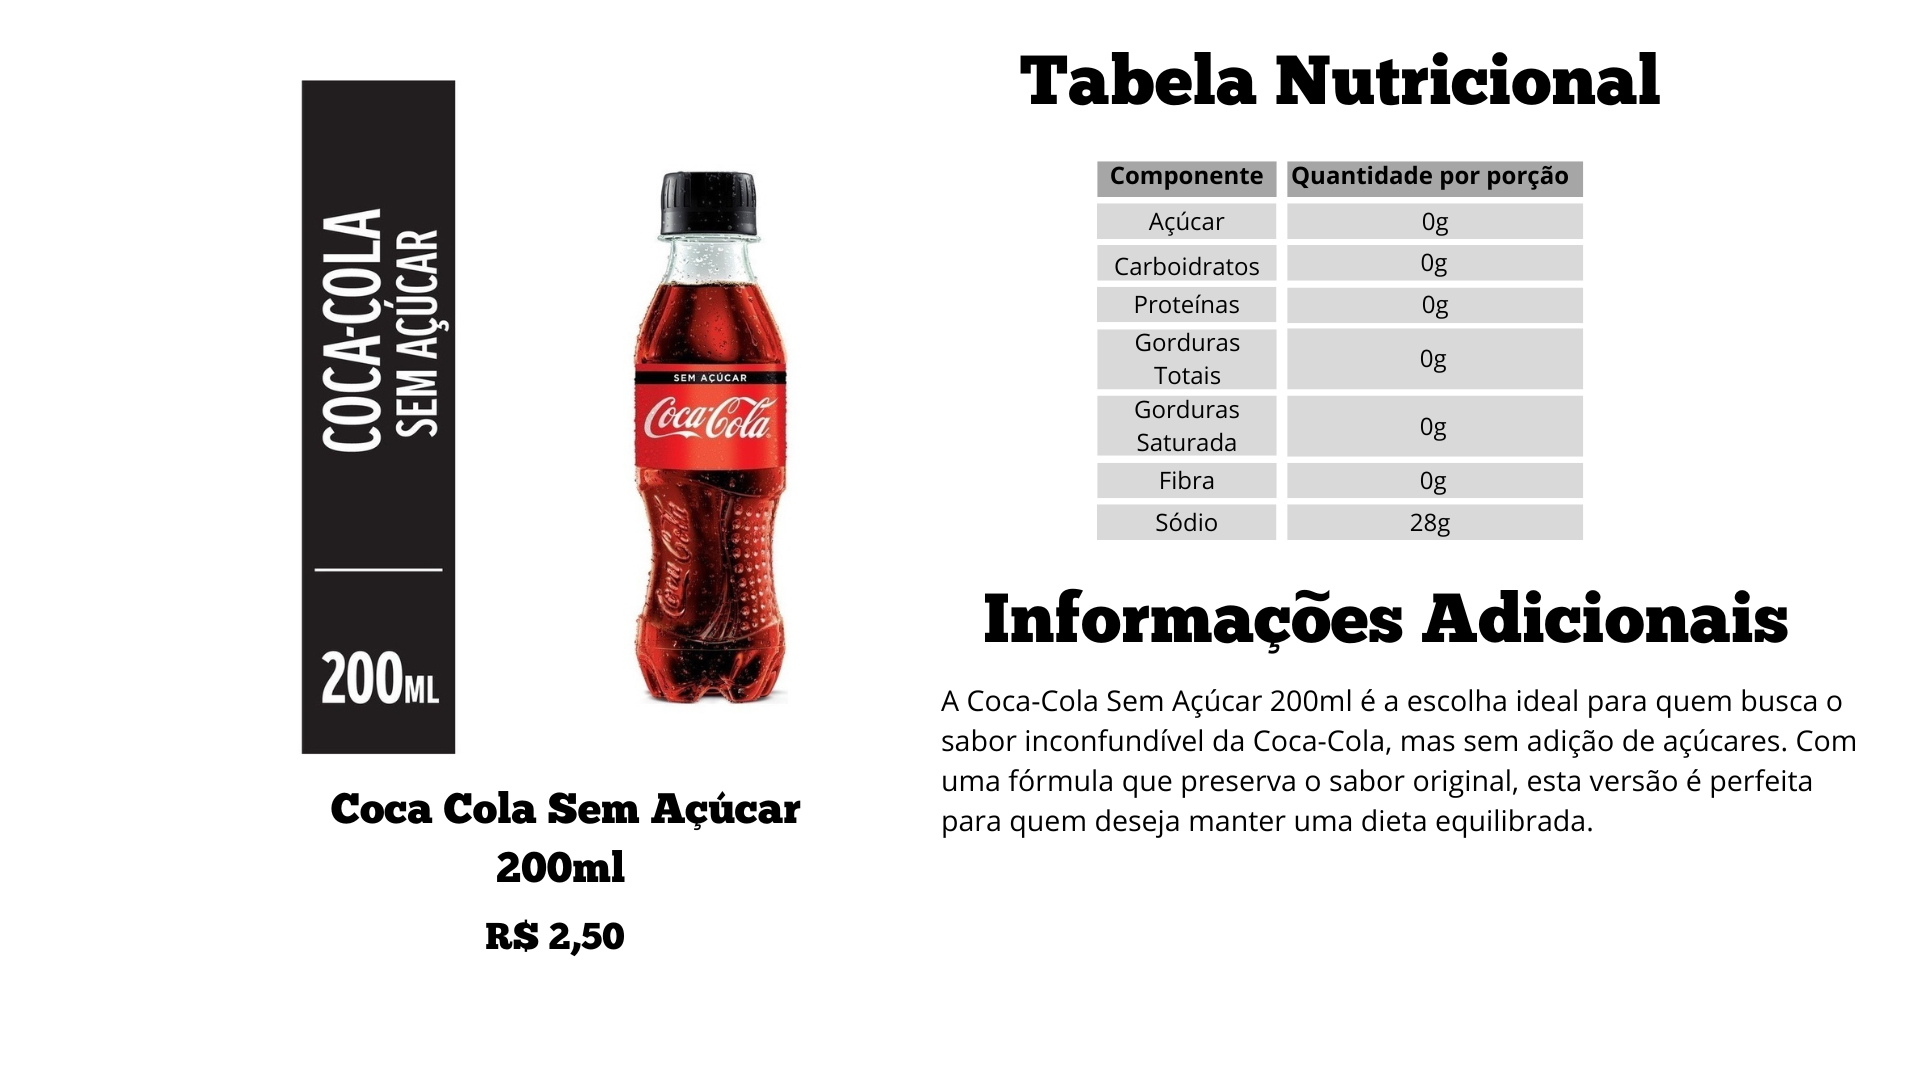 COCA-COLA
SEM AÇÚCAR
200ML
SEM AÇÚCAR
Coca-Cola
Coca-Cola
Coca Cola Sem Açúcar
200ml
R$ 2,50
Tabela Nutricional
Componente Quantidade por porção
Açúcar 0g
Carboidratos 0g
Proteínas 0g
Gorduras
Totais 0g
Gorduras
Saturada 0g
Fibra 0g
Sódio 28g
Informações Adicionais
A Coca-Cola Sem Açúcar 200ml é a escolha ideal para quem busca o
sabor inconfundível da Coca-Cola, mas sem adição de açúcares. Com
uma fórmula que preserva o sabor original, esta versão é perfeita
para quem deseja manter uma dieta equilibrada.